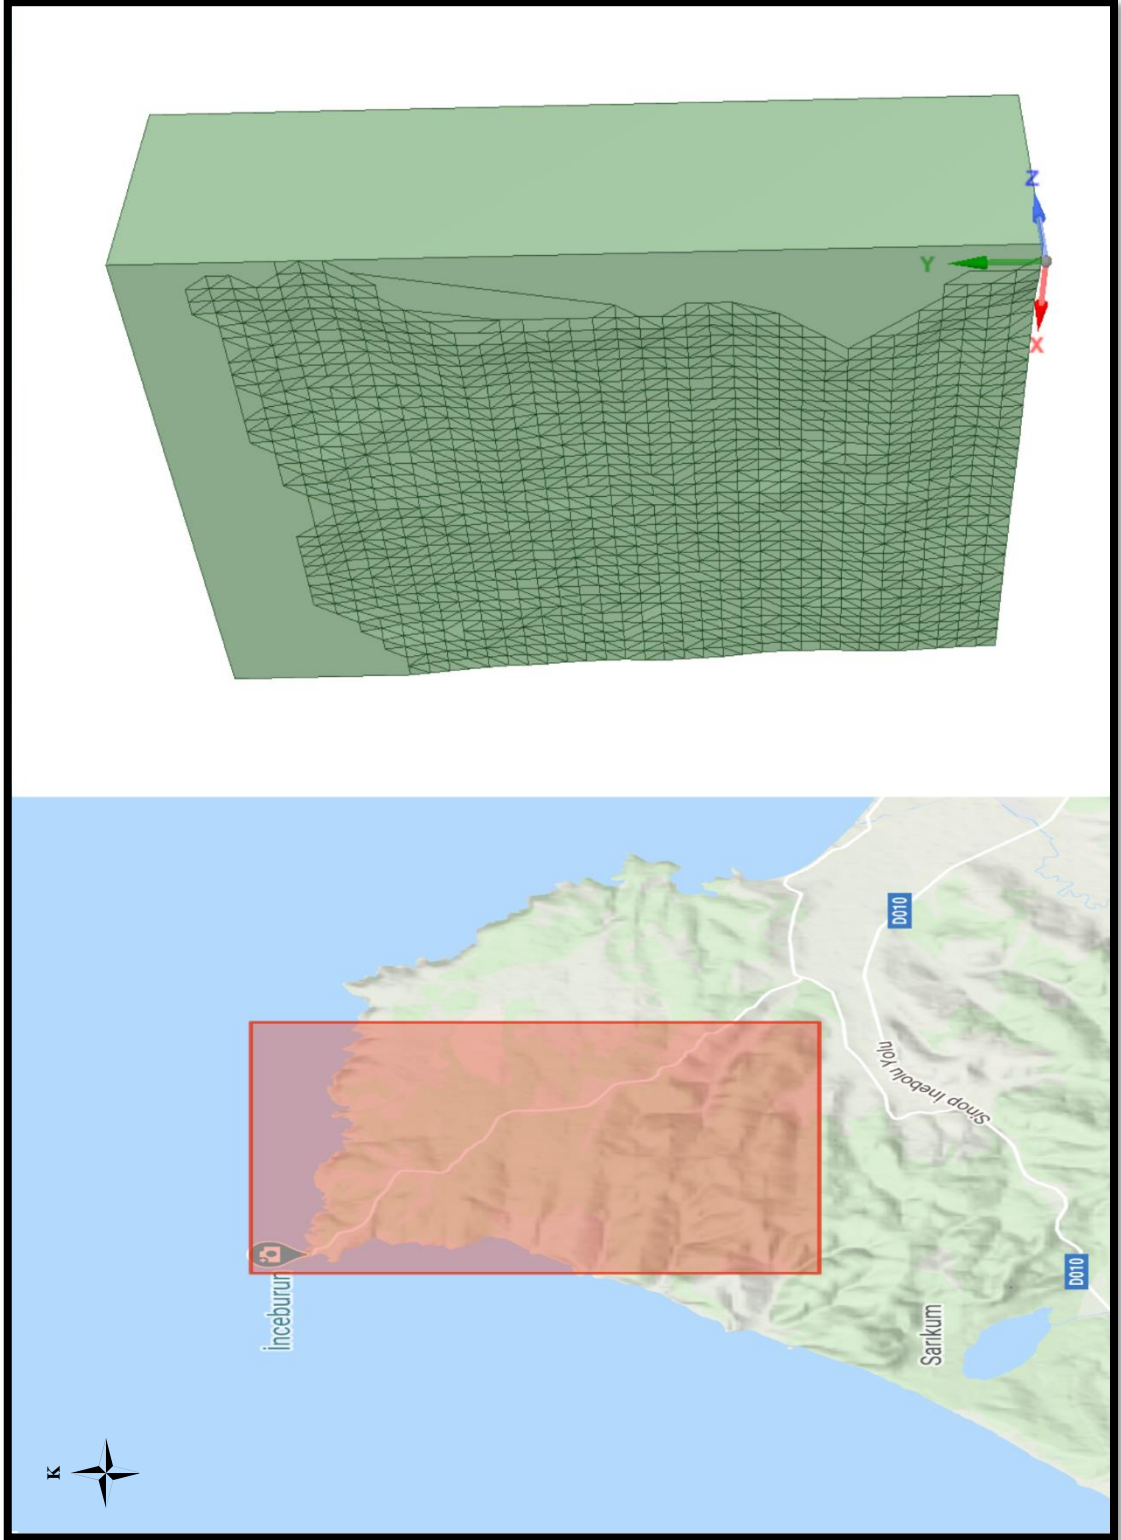 Z
Y
X
D010
Sinop İnebolu Yolu
İnceburun
Sarıkum
D010
K